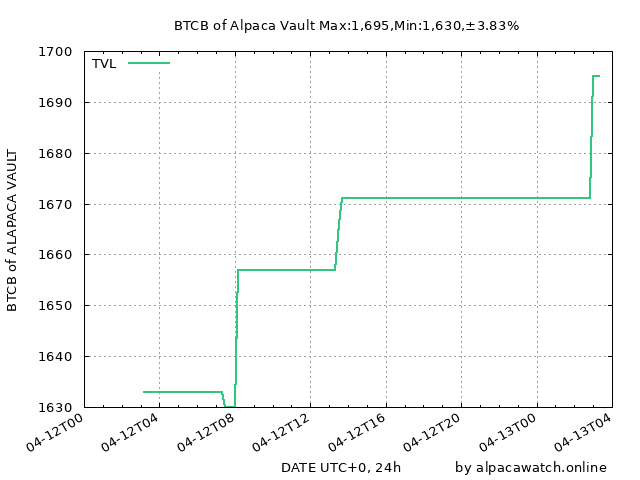 BTCB of Alpaca Vault Max:1,695,Min:1,630,±3.83%
TVL
1700
1690
1680
1670
1660
1650
1640
1630
BTCB of ALAPACA VAULT
04-12T00
04-12T04
04-12T08
04-12T12
04-12T16
04-12T20
04-13T00
04-13T04
DATE UTC+0, 24h
by alpacawatch.online